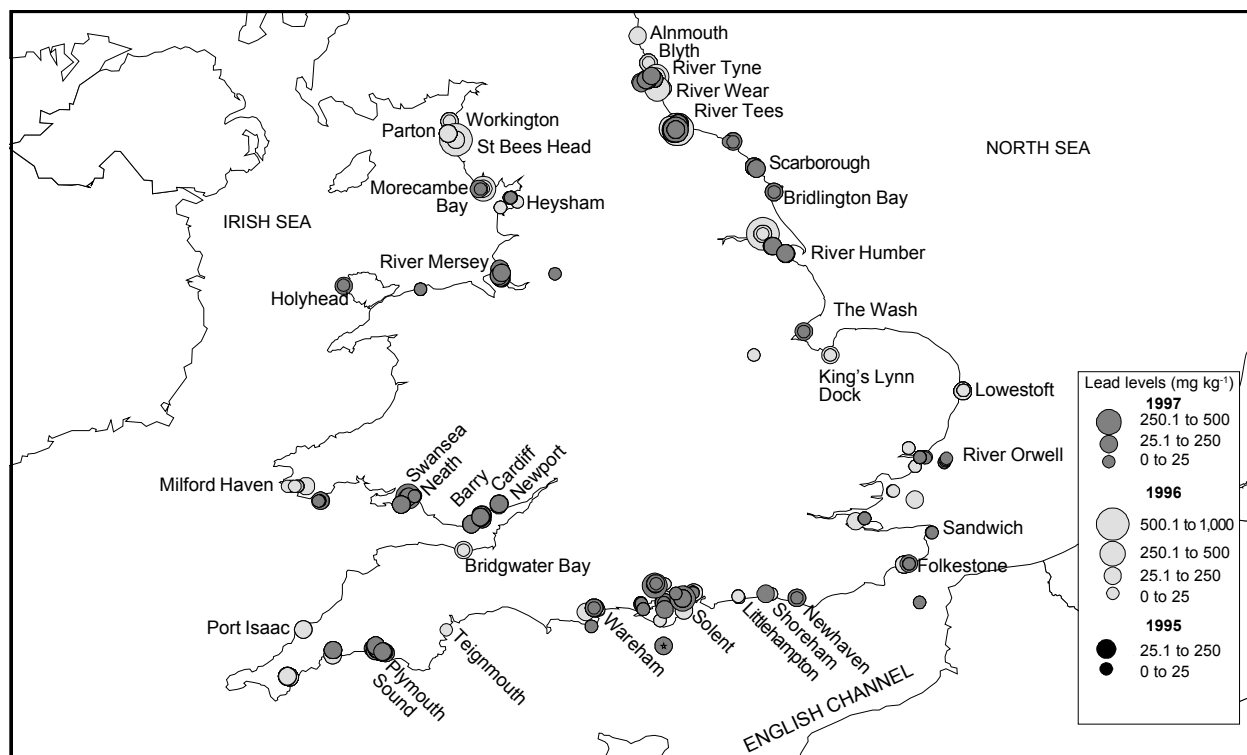 Alnmouth
Blyth
River Tyne
River Wear
River Tees
Workington
Parton
St Bees Head
NORTH SEA
Scarborough
Morecambe
Bay
Heysham
Bridlington Bay
IRISH SEA
River Humber
River Mersey
Holyhead
The Wash
King's Lynn
Dock
Lowestoft
Lead levels (mg kg-1)
1997
250.1 to 500
25.1 to 250
0 to 25
1996
500.1 to 1,000
250.1 to 500
25.1 to 250
0 to 25
1995
25.1 to 250
0 to 25
River Orwell
Milford Haven
Swansea
Neath
Barry
Cardiff
Newport
Sandwich
Bridgwater Bay
Folkestone
Port Isaac
Plymouth
Sound
Teignmouth
Wareham
Solent
Littlehampton
Shoreham
Newhaven
ENGLISH CHANNEL